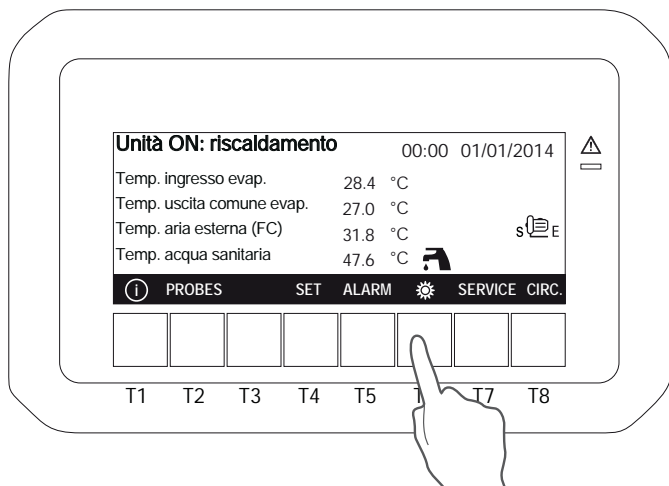 Unità ON: riscaldamento 00:00 01/01/2014
Temp. ingresso evap. 28.4 °C
Temp. uscita comune evap. 27.0 °C
Temp. aria esterna (FC) 31.8 °C
S E
Temp. acqua sanitaria 47.6 °C
i PROBES SET ALARM SERVICE CIRC.
T1 T2 T3 T4 T5 T7 T8